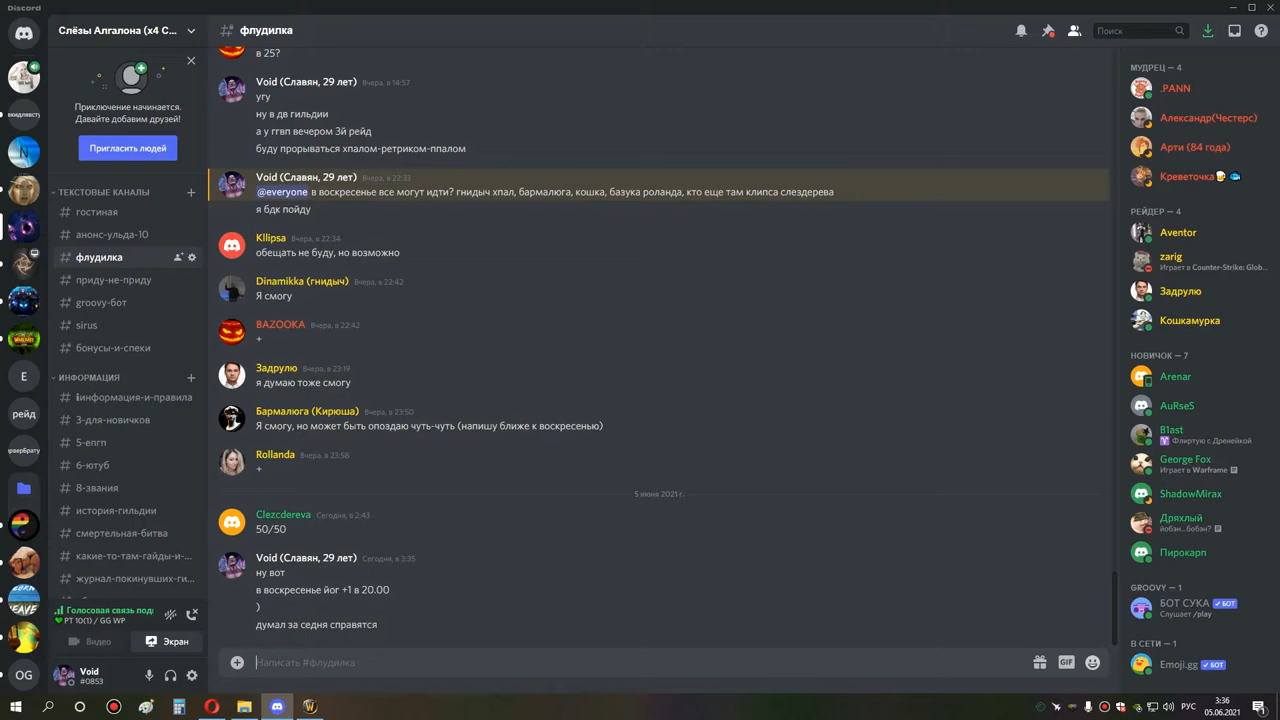 Discord
Слёзы Алгалона (x4 С...
флудилка
Поиск
Приключение начинается.
Давайте добавим друзей!
Пригласить людей
ТЕКСТОВЫЕ КАНАЛЫ
гостиная
анонс-ульда-10
флудилка
приду-не-приду
groovy-бот
sirus
бонусы-и-спеки
ИНФОРМАЦИЯ
информация-и-правила
3-для-новичков
5-епгп
6-ютуб
8-звания
история-гильдии
смертельная-битва
какие-то-там-гайды-и-...
журнал-покинувших-ги...
E
рейд
OG
Голосовая связь под
РТ 10(1) / GG WP
Видео
Экран
Void
#0853
в 25?
Void (Славян, 29 лет) Вчера, в 14:57
угу
ну в дв гильдии
а у ггвп вечером 3й рейд
буду прорываться хпалом-ретриком-ппалом
Void (Славян, 29 лет) Вчера, в 22:33
@everyone в воскресенье все могут идти? гнидыч хпал, бармалюга, кошка, базука роланда, кто еще там клипса слездерева
я бдк пойду
Kllipsa Вчера, в 22:34
обещать не буду, но возможно
Dinamikka (гнидыч) Вчера, в 22:42
Я смогу
BAZOOKA Вчера, в 22:42
+
Задрулю Вчера, в 23:19
я думаю тоже смогу
Бармалюга (Кирюша) Вчера, в 23:50
Я смогу, но может быть опоздаю чуть-чуть (напишу ближе к воскресенью)
Rollanda Вчера, в 23:58
+
5 июня 2021 г.
Clezcdereva Сегодня, в 2:43
50/50
Void (Славян, 29 лет) Сегодня, в 3:35
ну вот
в воскресенье йог +1 в 20.00
)
думал за седня справятся
Написать #флудилка
GIF
МУДРЕЦ — 4
.PANN
Александр(Честерс)
Арти (84 года)
Креветочка
РЕЙДЕР — 4
Aventor
zarig
Играет в Counter-Strike: Glob...
Задрулю
Кошкамурка
НОВИЧОК — 7
Arenar
AuRseS
B1ast
Флиртую с Дренейкой
George Fox
Играет в Warframe
ShadowMirax
Дряхлый
йобэн...бобэн?
Пирокарп
GROOVY — 1
БОТ СУКА БОТ
Слушает /play
В СЕТИ — 1
Emoji.gg БОТ
РУС
3:36
05.06.2021